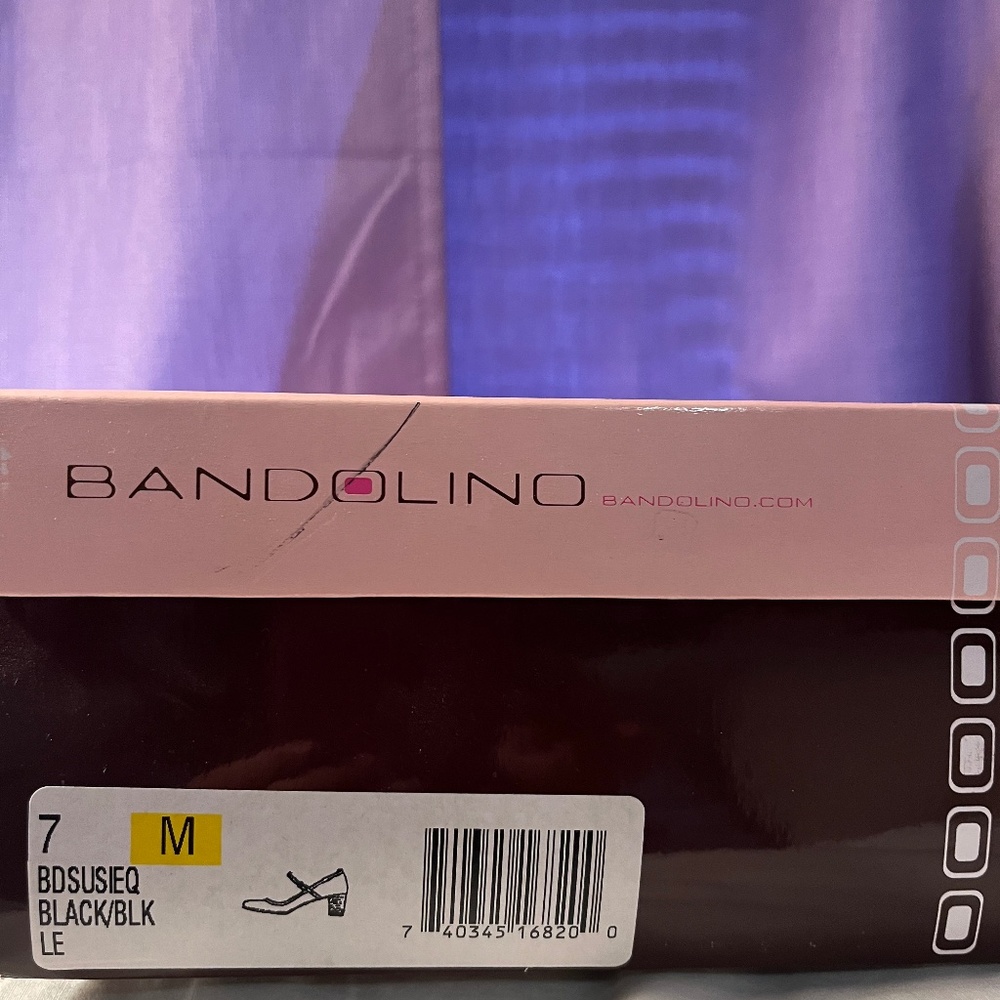 BANDOLINO BANDOLINO.COM
7 M
BDSUSIEQ
BLACK/BLK
LE
7 40345 16820 0